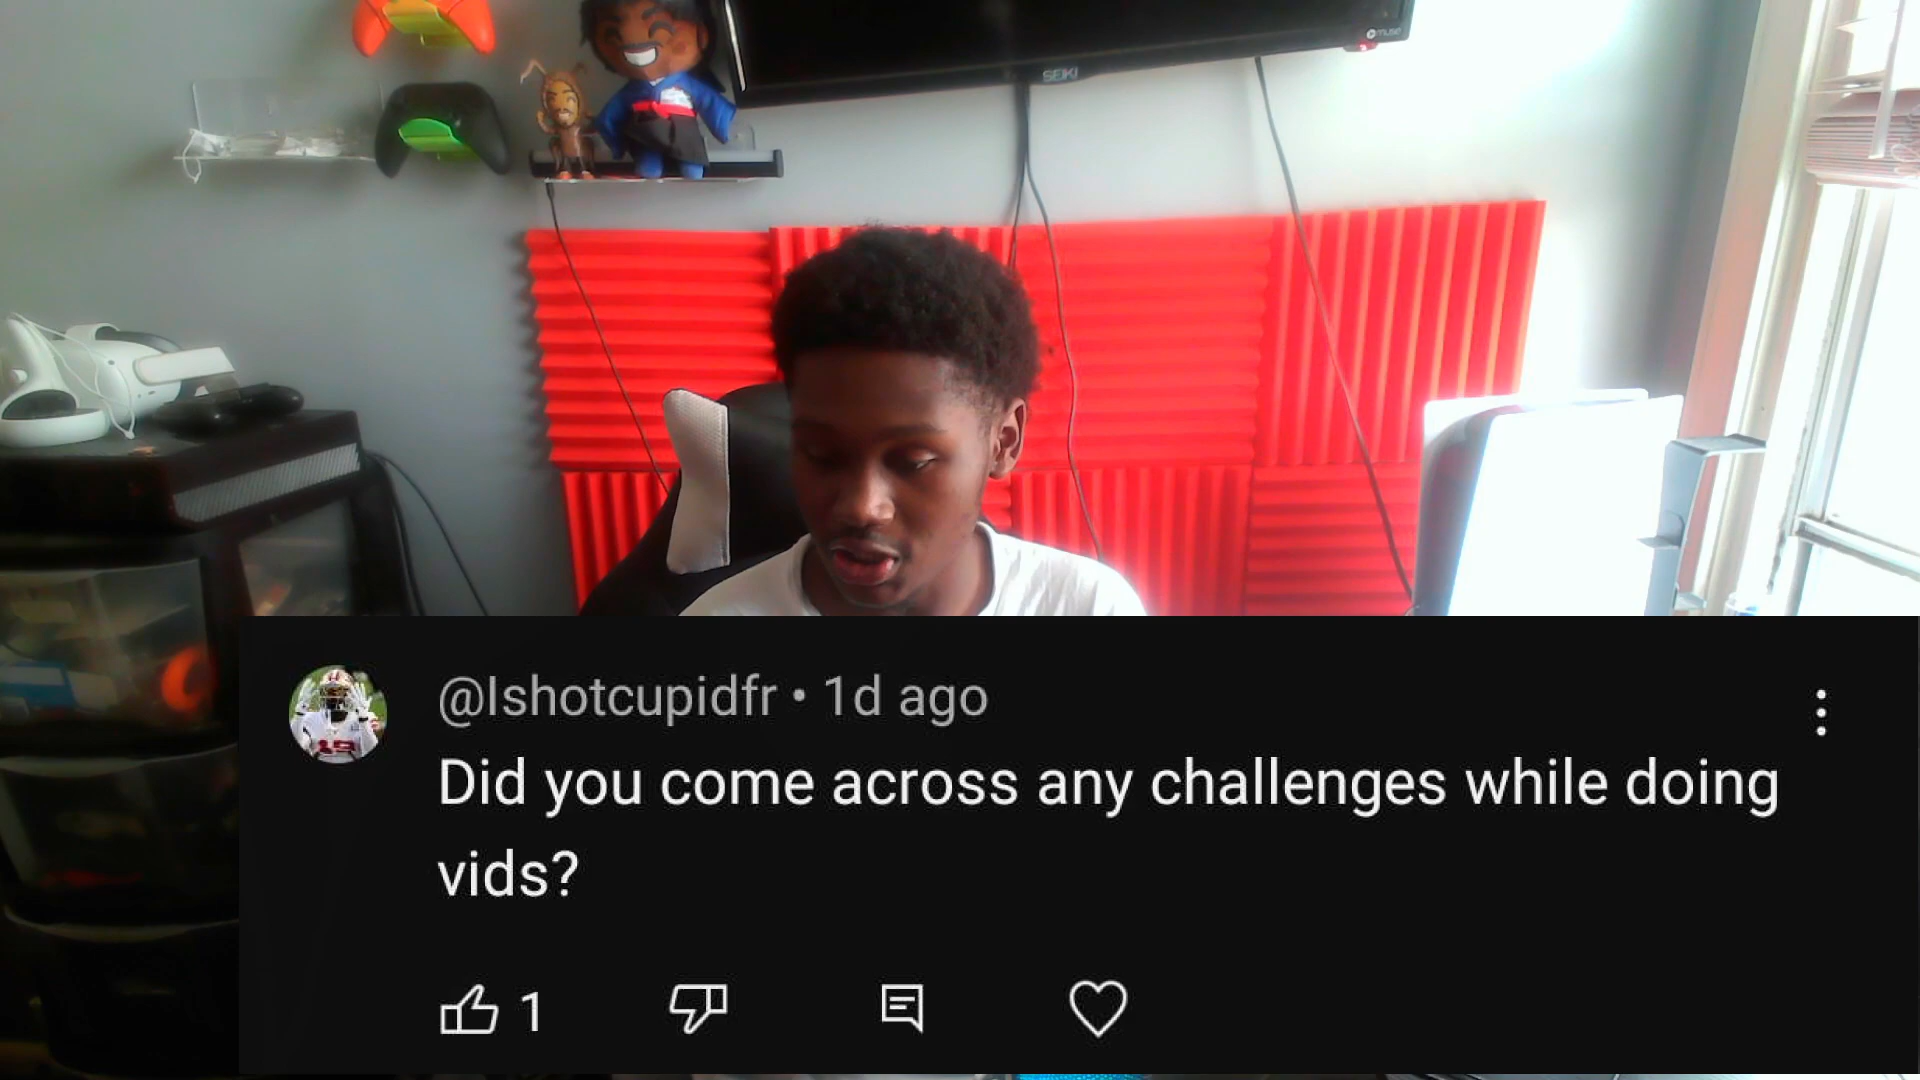 SEIKI
@Ishotcupidfr • 1d ago
Did you come across any challenges while doing
vids?
1